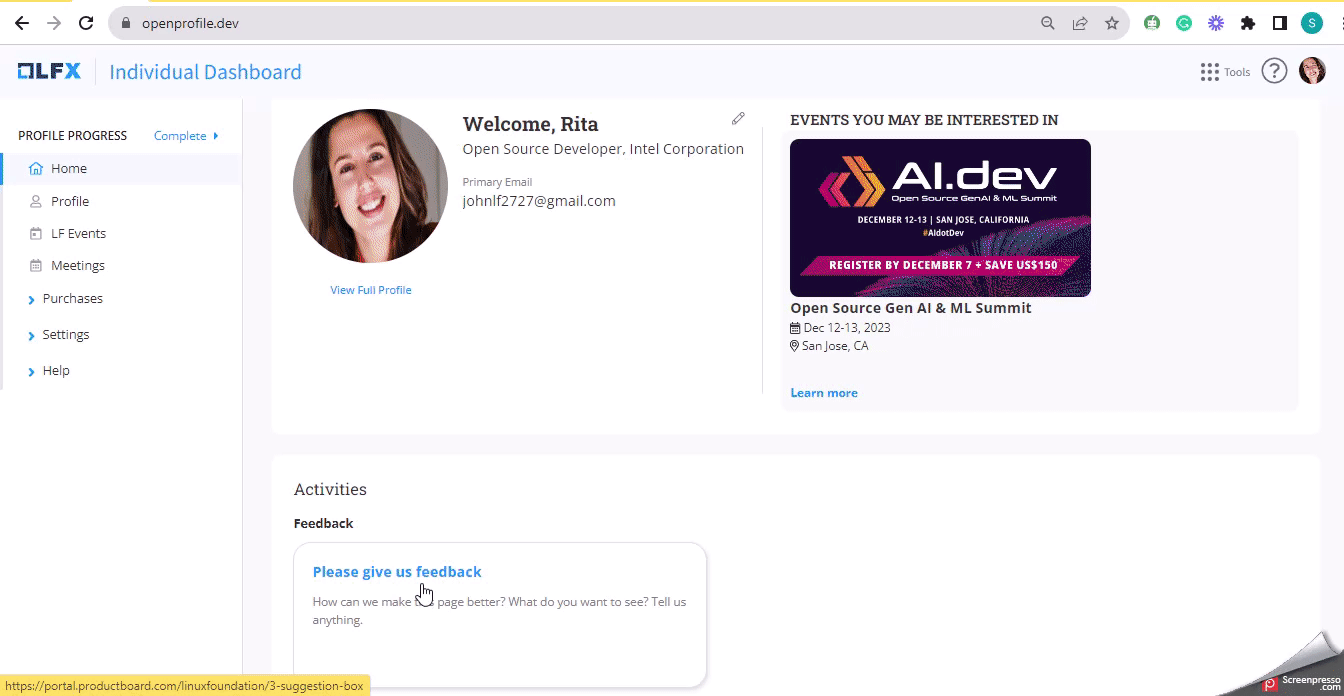 openprofile.dev
S
LFX
Individual Dashboard
Tools
?
PROFILE PROGRESS
Complete
Home
Profile
LF Events
Meetings
Purchases
Settings
Help
Welcome, Rita
Open Source Developer, Intel Corporation
Primary Email
johnlf2727@gmail.com
View Full Profile
EVENTS YOU MAY BE INTERESTED IN
AI.dev
Open Source GenAI & ML Summit
DECEMBER 12-13 | SAN JOSE, CALIFORNIA
#AIdotDev
REGISTER BY DECEMBER 7 + SAVE US$150
Open Source Gen AI & ML Summit
Dec 12-13, 2023
San Jose, CA
Learn more
Activities
Feedback
Please give us feedback
How can we make page better? What do you want to see? Tell us
anything.
https://portal.productboard.com/linuxfoundation/3-suggestion-box
Screenpresso
.com